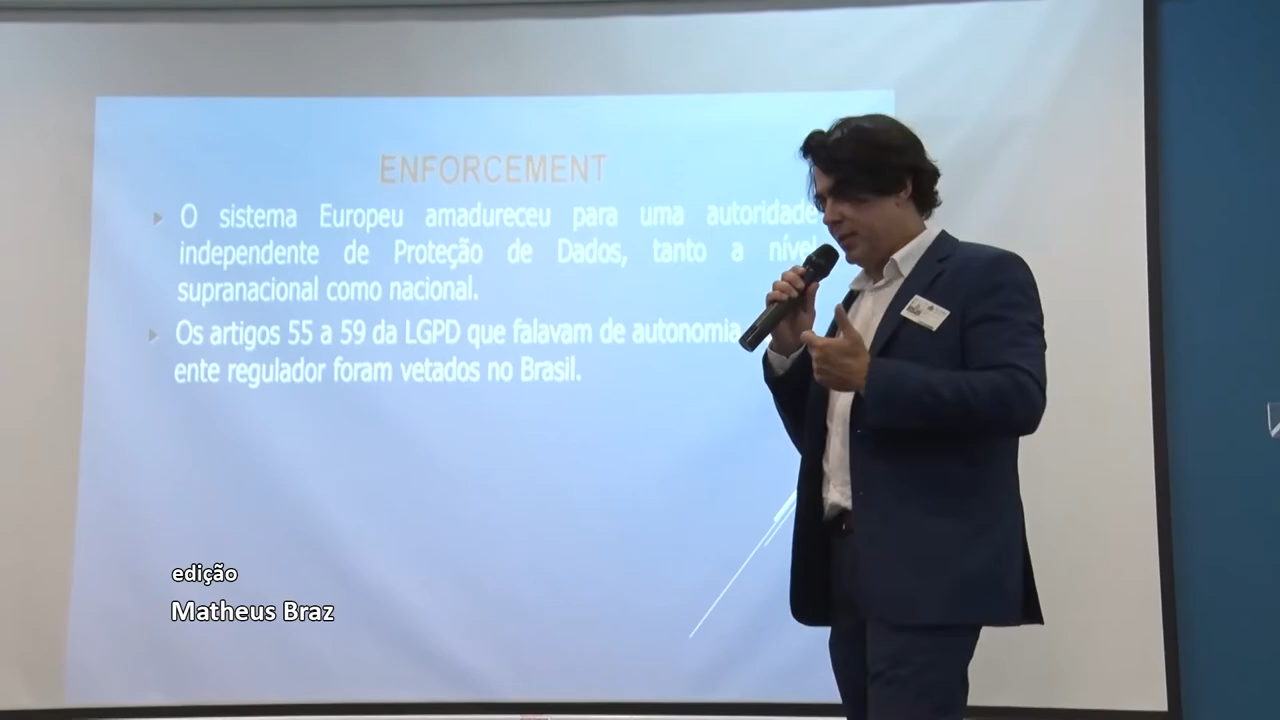 ENFORCEMENT
O sistema Europeu amadureceu para uma autoridade
independente de Proteção de Dados, tanto a nível
supranacional como nacional.
Os artigos 55 a 59 da LGPD que falavam de autonomia
ente regulador foram vetados no Brasil.
edição
Matheus Braz